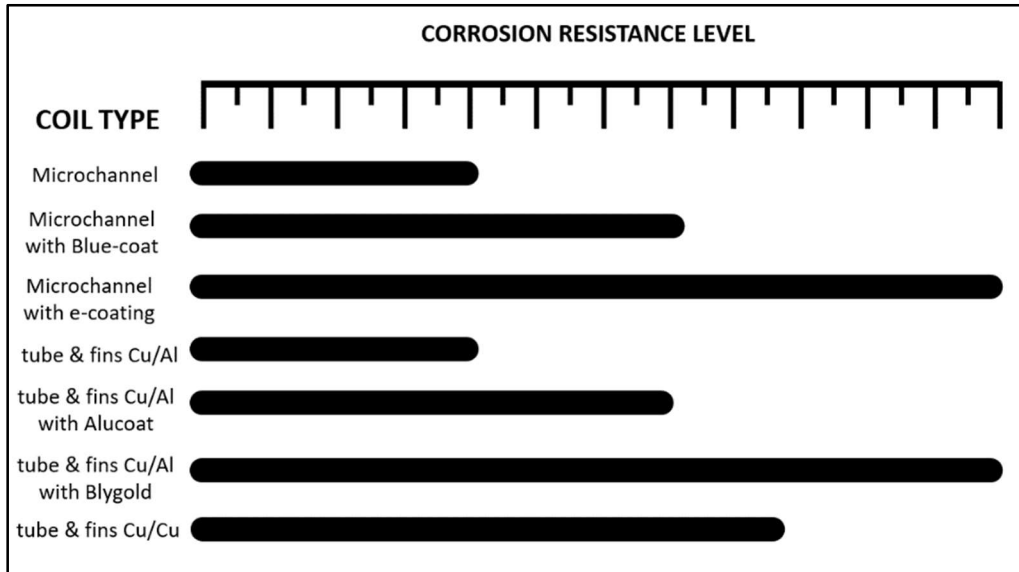 CORROSION RESISTANCE LEVEL
COIL TYPE
Microchannel
Microchannel
with Blue-coat
Microchannel
with e-coating
tube & fins Cu/Al
tube & fins Cu/Al
with Alucoat
tube & fins Cu/Al
with Blygold
tube & fins Cu/Cu